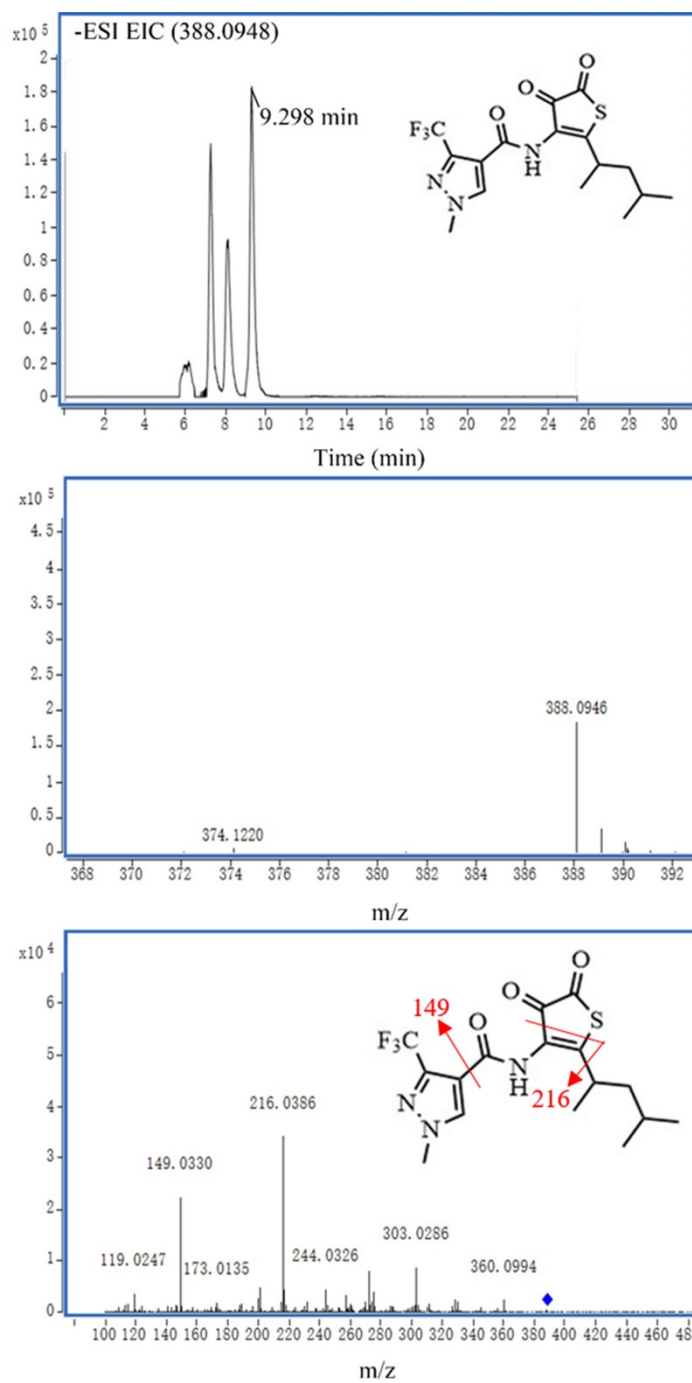 x10 5
-ESI EIC (388.0948)
2
1.8
1.6
1.4
1.2
1
0.8
0.6
0.4
0.2
0
9.298 min
O O
O S
F3C
N
H
N
N
2 4 6 8 10 12 14 16 18 20 22 24 26 28 30
Time (min)
x10 5
4.5
4
3.5
3
2.5
2
1.5
1
0.5
0
388.0946
374.1220
368 370 372 374 376 378 380 382 384 386 388 390 392
m/z
x10 4
6
5
4
3
2
1
0
O
149 O
O S
F3C
N
H
216
N
N
216.0386
149.0330
303.0286
119.0247 244.0326
173.0135 360.0994
100 120 140 160 180 200 220 240 260 280 300 320 340 360 380 400 420 440 460 48
m/z